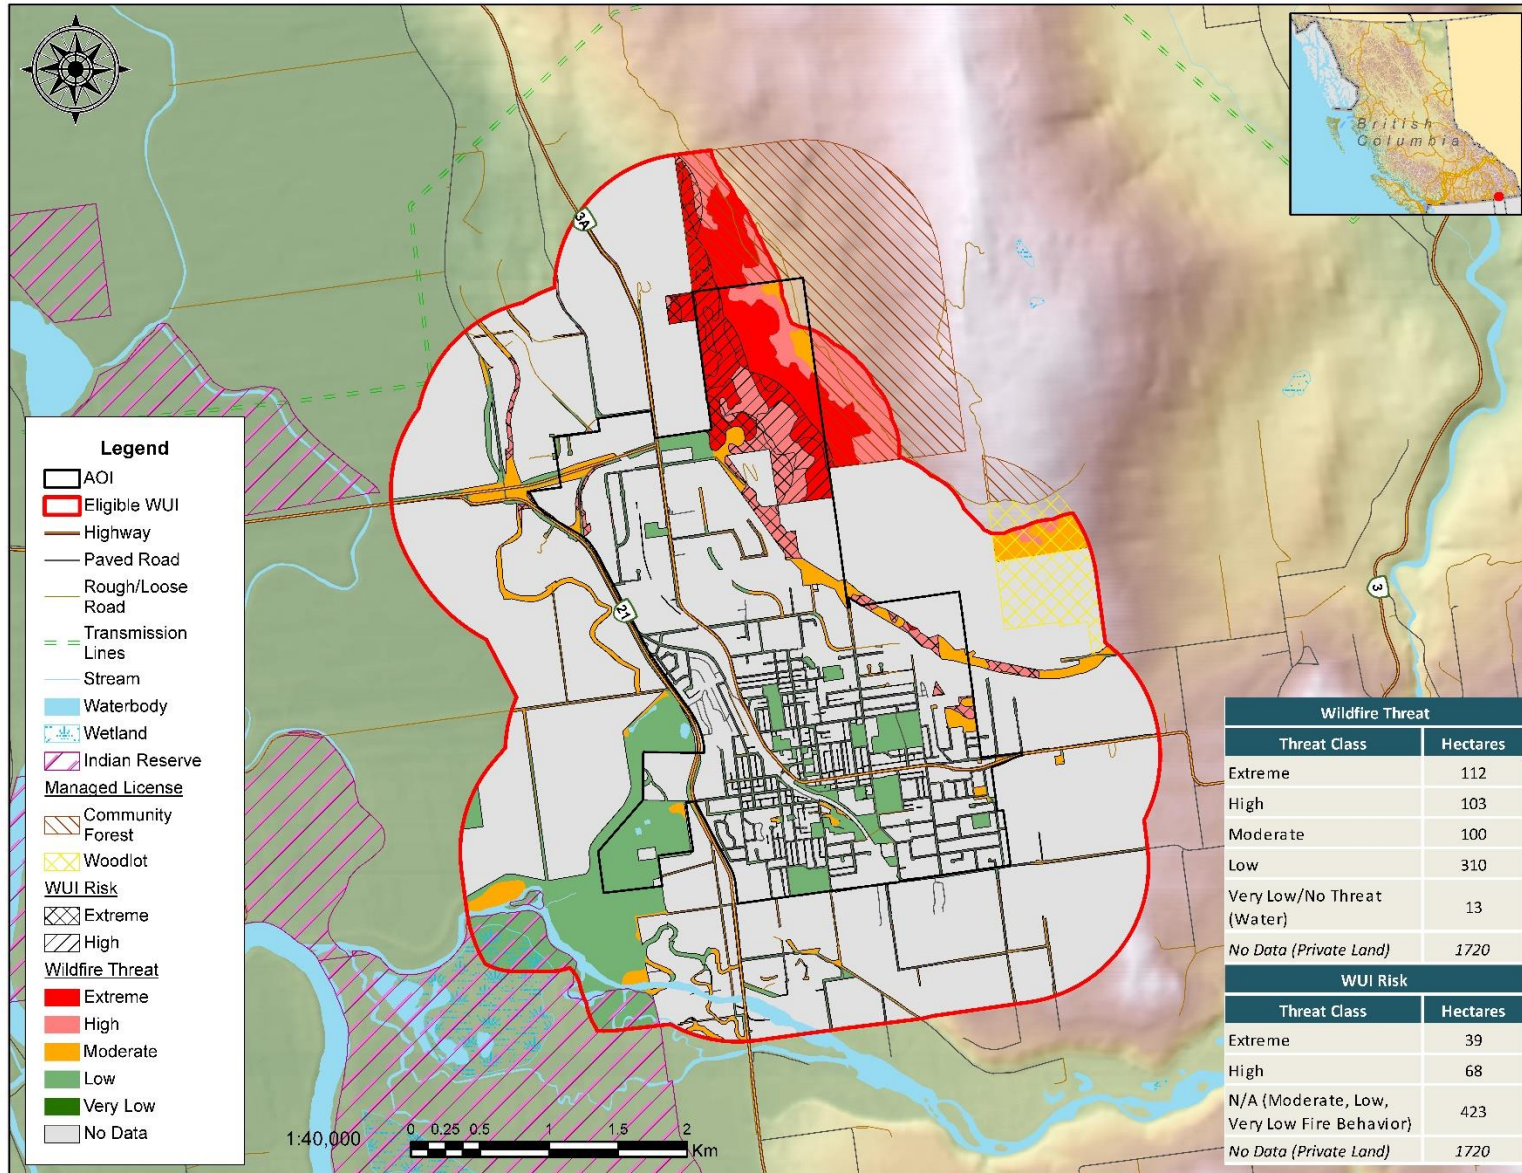 British
Columbia
3A
3
21
Legend
AOI
Eligible WUI
Highway
Paved Road
Rough/Loose
Road
Transmission
Lines
Stream
Waterbody
Wetland
Indian Reserve
Managed License
Community
Forest
Woodlot
WUI Risk
Extreme
High
Wildfire Threat
Extreme
High
Moderate
Low
Very Low
No Data
1:40,000
0 0.25 0.5 1 2
Km
Wildfire Threat
Threat Class Hectares
Extreme 112
High 103
Moderate 100
Low 310
Very Low/No Threat
(Water) 13
No Data (Private Land) 1720
WUI Risk
Threat Class Hectares
Extreme 39
High 68
N/A (Moderate, Low,
Very Low Fire Behavior) 423
No Data (Private Land) 1720